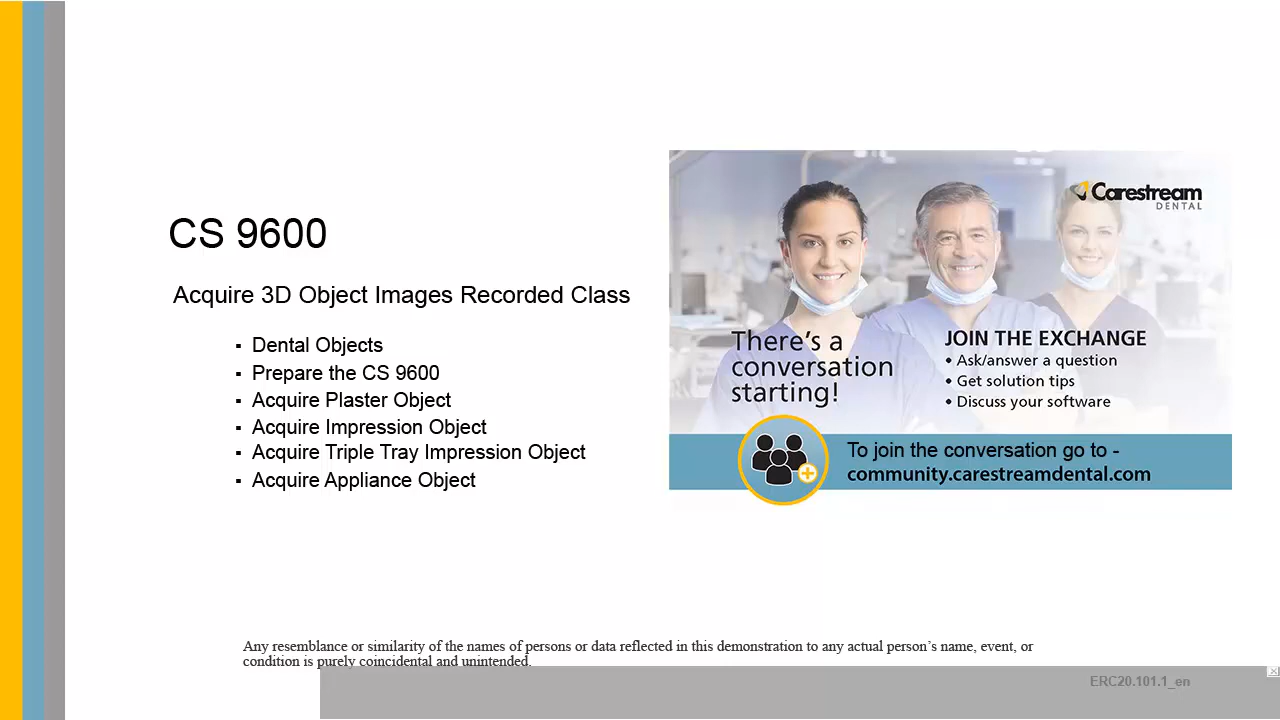 CS 9600
Acquire 3D Object Images Recorded Class
▪ Dental Objects
▪ Prepare the CS 9600
▪ Acquire Plaster Object
▪ Acquire Impression Object
▪ Acquire Triple Tray Impression Object
▪ Acquire Appliance Object
Carestream
DENTAL
There's a
conversation
starting!
JOIN THE EXCHANGE
• Ask/answer a question
• Get solution tips
• Discuss your software
To join the conversation go to -
community.carestreamdental.com
Any resemblance or similarity of the names of persons or data reflected in this demonstration to any actual person's name, event, or
condition is purely coincidental and unintended.
ERC20.101.1_en